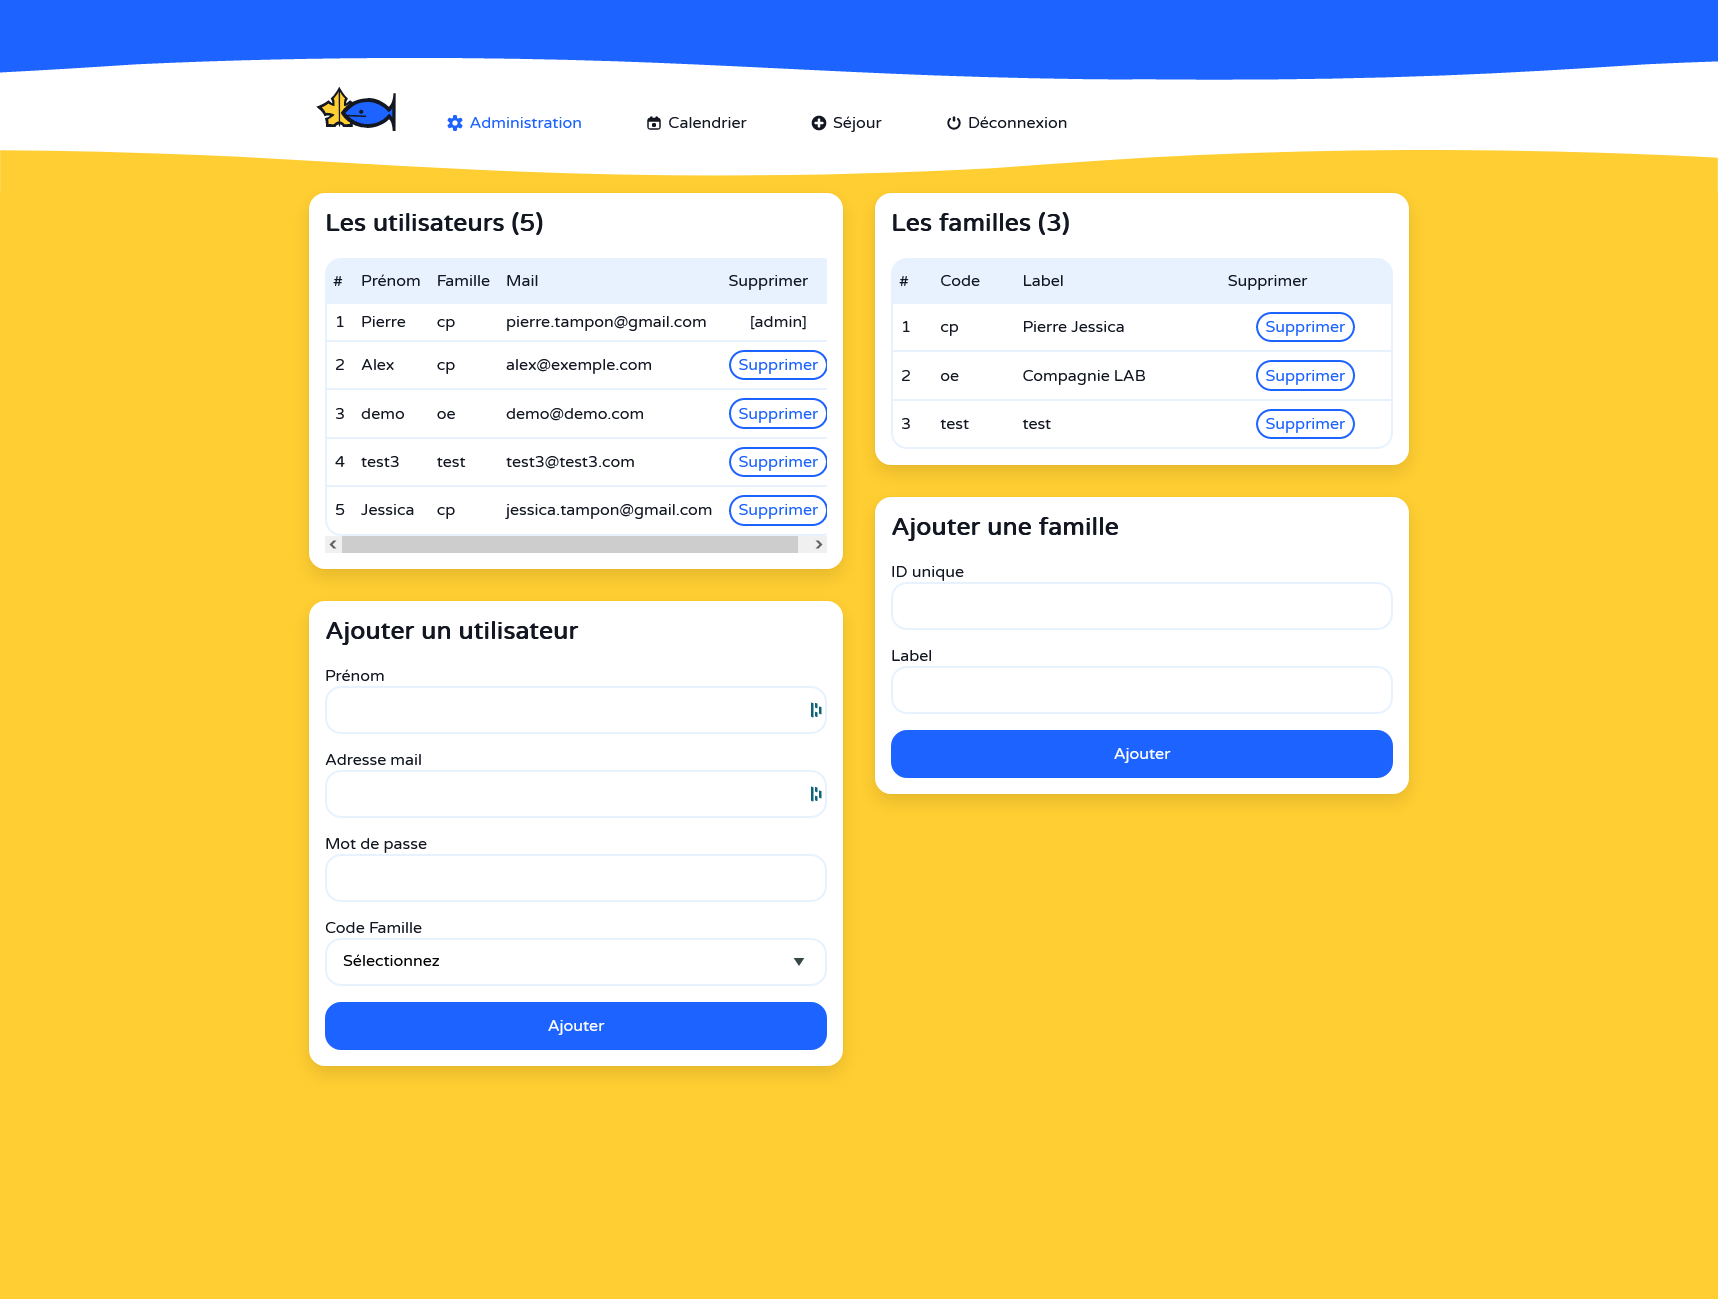 Administration Calendrier Séjour Déconnexion
Les utilisateurs (5)
# Prénom Famille Mail Supprimer
1 Pierre cp pierre.tampon@gmail.com [admin]
2 Alex cp alex@exemple.com Supprimer
3 demo oe demo@demo.com Supprimer
4 test3 test test3@test3.com Supprimer
5 Jessica cp jessica.tampon@gmail.com Supprimer
Ajouter un utilisateur
Prénom
Adresse mail
Mot de passe
Code Famille
Sélectionnez
Ajouter
Les familles (3)
# Code Label Supprimer
1 cp Pierre Jessica Supprimer
2 oe Compagnie LAB Supprimer
3 test test Supprimer
Ajouter une famille
ID unique
Label
Ajouter